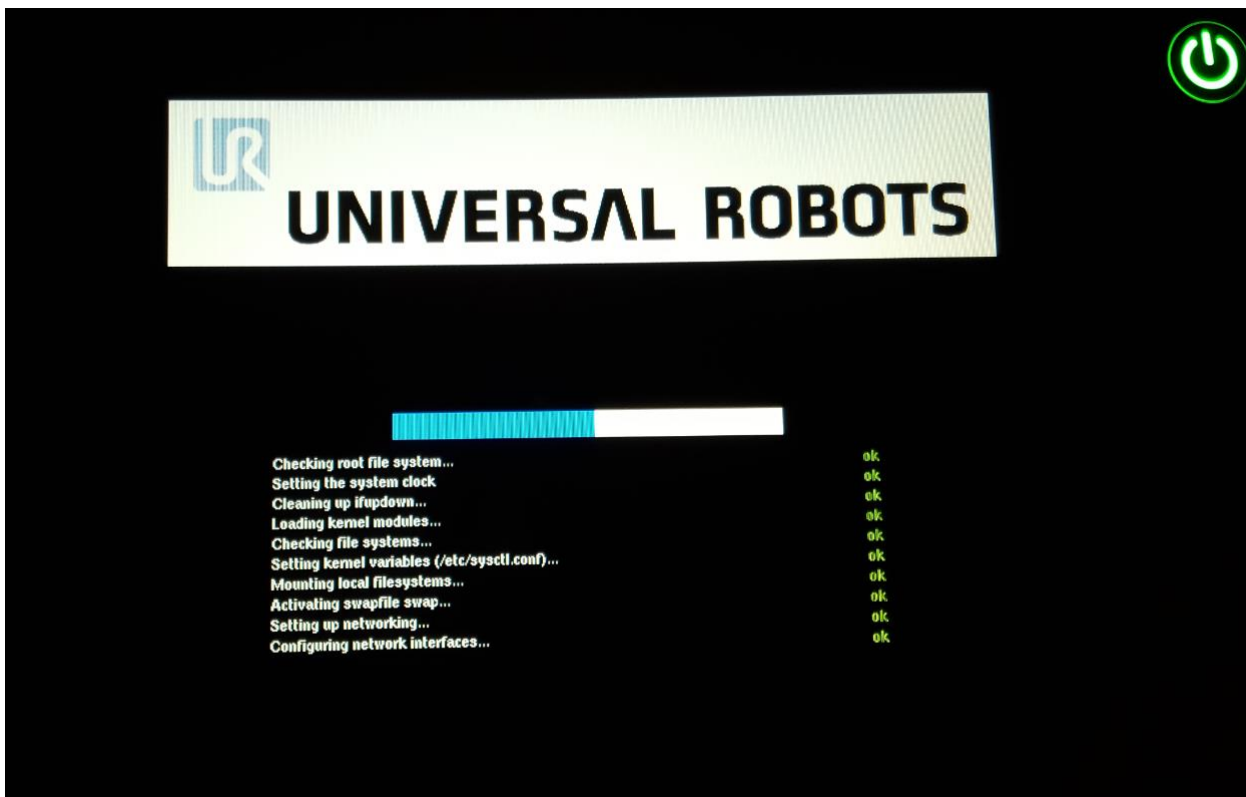 UR
UNIVERSAL ROBOTS
Checking root file system... ok
Setting the system clock ok
Cleaning up ifupdown... ok
Loading kernel modules... ok
Checking file systems... ok
Setting kernel variables (/etc/sysctl.conf)... ok
Mounting local filesystems... ok
Activating swapfile swap... ok
Setting up networking... ok
Configuring network interfaces... ok